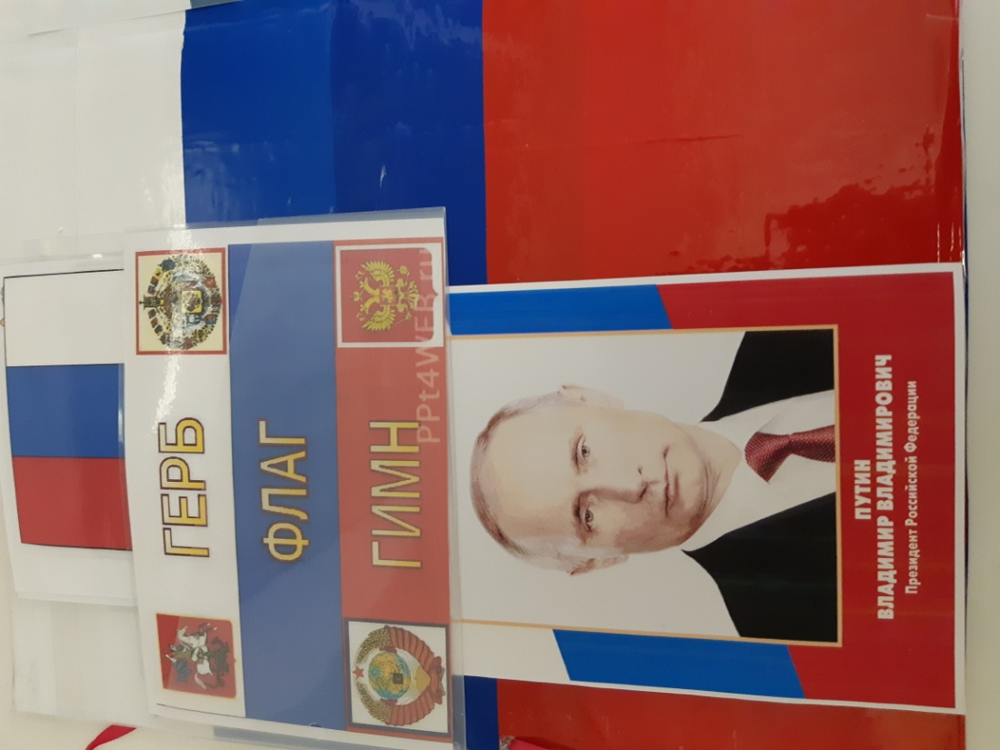 ГЕРБ
ФЛАГ
ГИМН
PPt4WEB.ru
ПУТИН
ВЛАДИМИР ВЛАДИМИРОВИЧ
Президент Российской Федерации